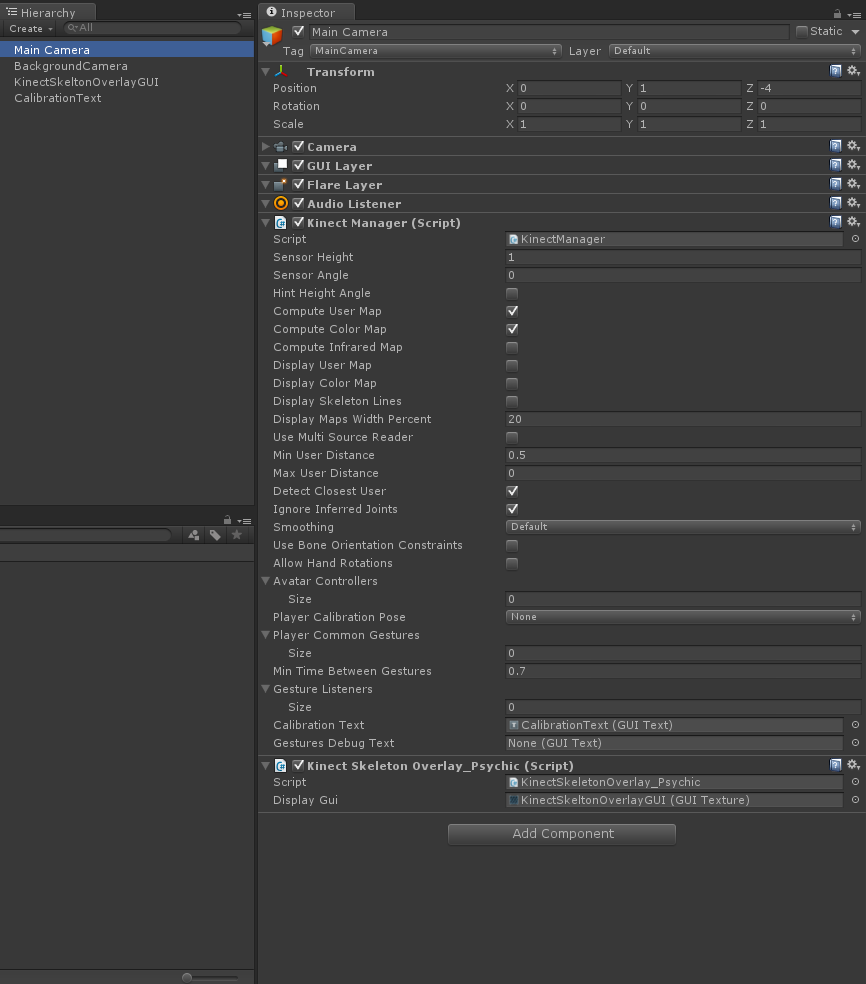 Hierarchy
Create
All
Main Camera
BackgroundCamera
KinectSkeltonOverlayGUI
CalibrationText
Inspector
Main Camera
Static
Tag MainCamera Layer Default
Transform
Position X 0 Y 1 Z -4
Rotation X 0 Y 0 Z 0
Scale X 1 Y 1 Z 1
Camera
GUI Layer
Flare Layer
Audio Listener
Kinect Manager (Script)
Script KinectManager
Sensor Height 1
Sensor Angle 0
Hint Height Angle
Compute User Map
Compute Color Map
Compute Infrared Map
Display User Map
Display Color Map
Display Skeleton Lines
Display Maps Width Percent 20
Use Multi Source Reader
Min User Distance 0.5
Max User Distance 0
Detect Closest User
Ignore Inferred Joints
Smoothing Default
Use Bone Orientation Constraints
Allow Hand Rotations
Avatar Controllers
Size 0
Player Calibration Pose None
Player Common Gestures
Size 0
Min Time Between Gestures 0.7
Gesture Listeners
Size 0
Calibration Text CalibrationText (GUI Text)
Gestures Debug Text None (GUI Text)
Kinect Skeleton Overlay_Psychic (Script)
Script KinectSkeletonOverlay_Psychic
Display Gui KinectSkeltonOverlayGUI (GUI Texture)
Add Component